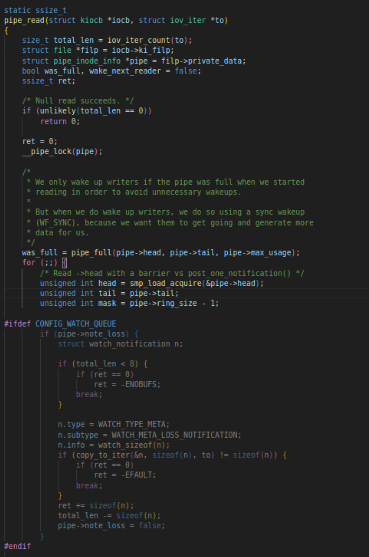 static ssize_t
pipe_read(struct kiocb *iocb, struct iov_iter *to)
{
size_t total_len = iov_iter_count(to);
struct file *filp = iocb->ki_filp;
struct pipe_inode_info *pipe = filp->private_data;
bool was_full, wake_next_reader = false;
ssize_t ret;
/* Null read succeeds. */
if (unlikely(total_len == 0))
return 0;
ret = 0;
__pipe_lock(pipe);
/*
* We only wake up writers if the pipe was full when we started
* reading in order to avoid unnecessary wakeups.
*
* But when we do wake up writers, we do so using a sync wakeup
* (WF_SYNC), because we want them to get going and generate more
* data for us.
*/
was_full = pipe_full(pipe->head, pipe->tail, pipe->max_usage);
for (;;) {
/* Read ->head with a barrier vs post_one_notification() */
unsigned int head = smp_load_acquire(&pipe->head);
unsigned int tail = pipe->tail;
unsigned int mask = pipe->ring_size - 1;
#ifdef CONFIG_WATCH_QUEUE
if (pipe->note_loss) {
struct watch_notification n;
if (total_len < 8) {
if (ret == 0)
ret = -ENOBUFS;
break;
}
n.type = WATCH_TYPE_META;
n.subtype = WATCH_META_LOSS_NOTIFICATION;
n.info = watch_sizeof(n);
if (copy_to_iter(&n, sizeof(n), to) != sizeof(n)) {
if (ret == 0)
ret = -EFAULT;
break;
}
ret += sizeof(n);
total_len -= sizeof(n);
pipe->note_loss = false;
}
#endif